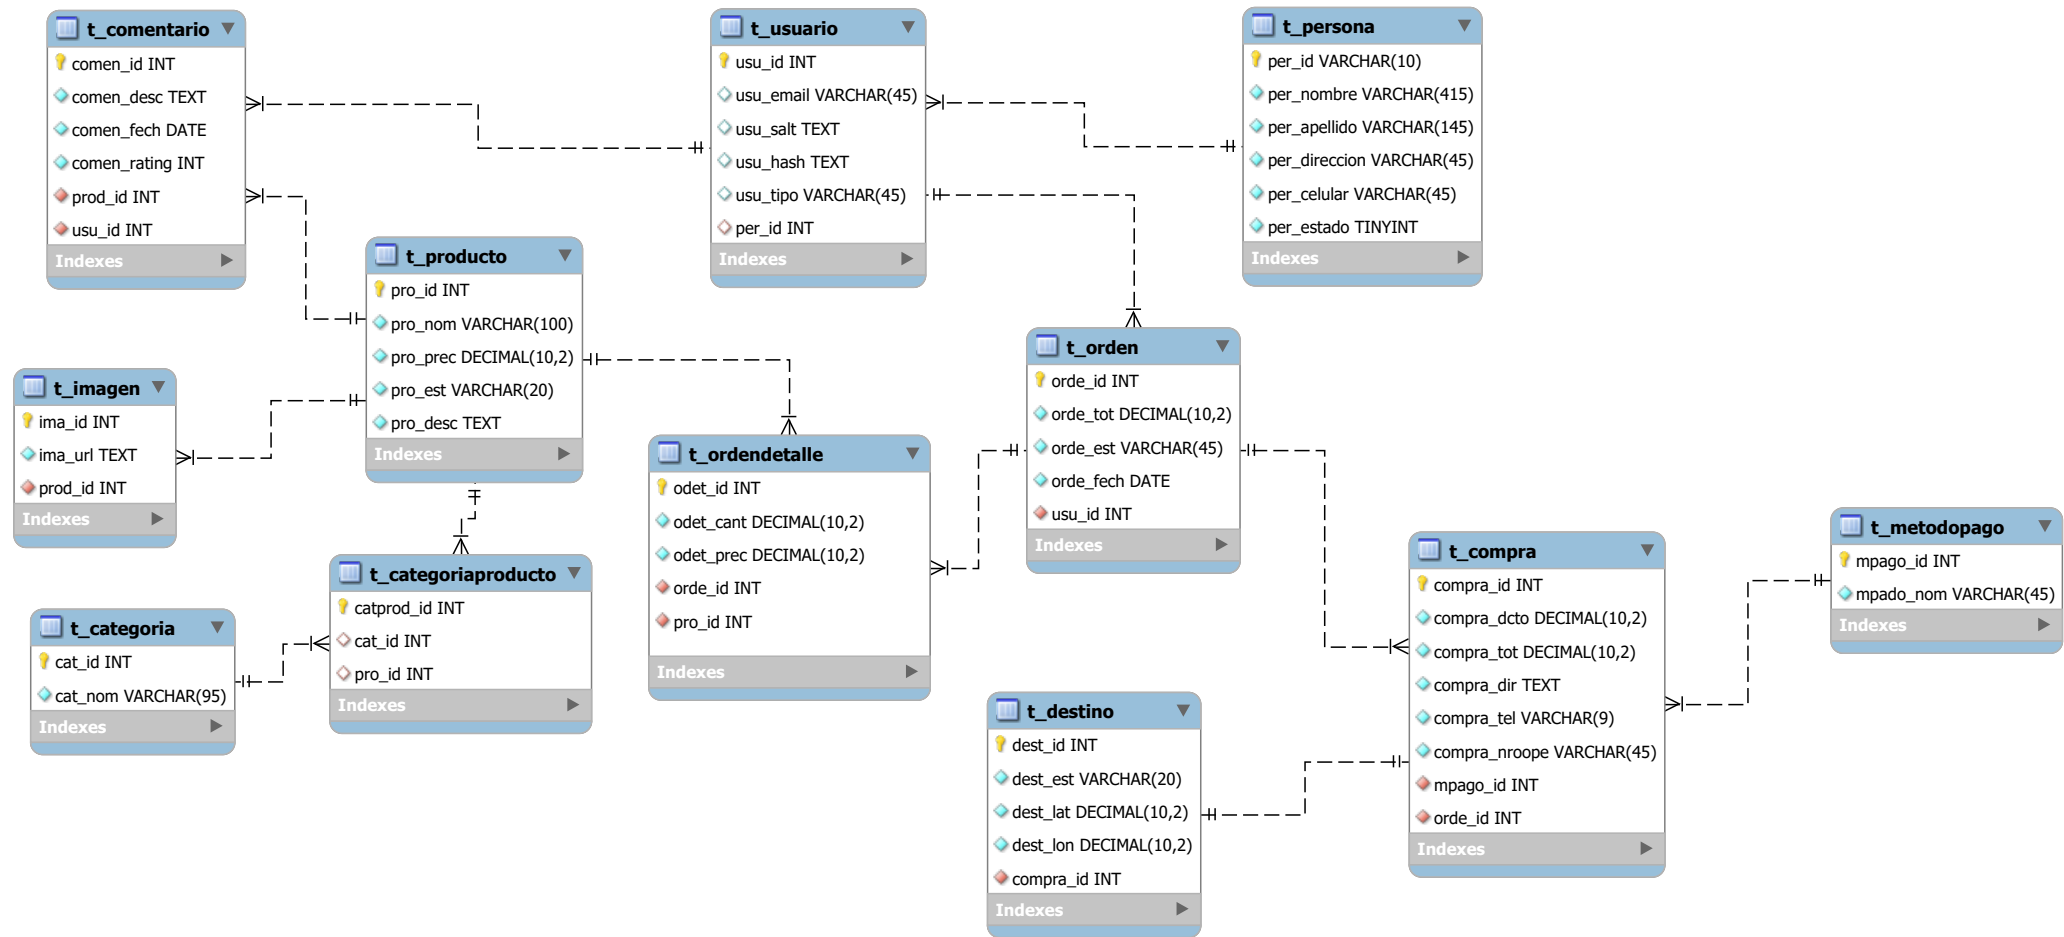 t_comentario
comen_id INT
comen_desc TEXT
comen_fech DATE
comen_rating INT
prod_id INT
usu_id INT
Indexes
t_usuario
usu_id INT
usu_email VARCHAR(45)
usu_salt TEXT
usu_hash TEXT
usu_tipo VARCHAR(45)
per_id INT
Indexes
t_persona
per_id VARCHAR(10)
per_nombre VARCHAR(415)
per_apellido VARCHAR(145)
per_direccion VARCHAR(45)
per_celular VARCHAR(45)
per_estado TINYINT
Indexes
t_producto
pro_id INT
pro_nom VARCHAR(100)
pro_prec DECIMAL(10,2)
pro_est VARCHAR(20)
pro_desc TEXT
Indexes
t_imagen
ima_id INT
ima_url TEXT
prod_id INT
Indexes
t_orden
orde_id INT
orde_tot DECIMAL(10,2)
orde_est VARCHAR(45)
orde_fech DATE
usu_id INT
Indexes
t_ordendetalle
odet_id INT
odet_cant DECIMAL(10,2)
odet_prec DECIMAL(10,2)
orde_id INT
pro_id INT
Indexes
t_categoriaproducto
catprod_id INT
cat_id INT
pro_id INT
Indexes
t_categoria
cat_id INT
cat_nom VARCHAR(95)
Indexes
t_compra
compra_id INT
compra_dcto DECIMAL(10,2)
compra_tot DECIMAL(10,2)
compra_dir TEXT
compra_tel VARCHAR(9)
compra_nroope VARCHAR(45)
mpago_id INT
orde_id INT
Indexes
t_metodopago
mpago_id INT
mpado_nom VARCHAR(45)
Indexes
t_destino
dest_id INT
dest_est VARCHAR(20)
dest_lat DECIMAL(10,2)
dest_lon DECIMAL(10,2)
compra_id INT
Indexes